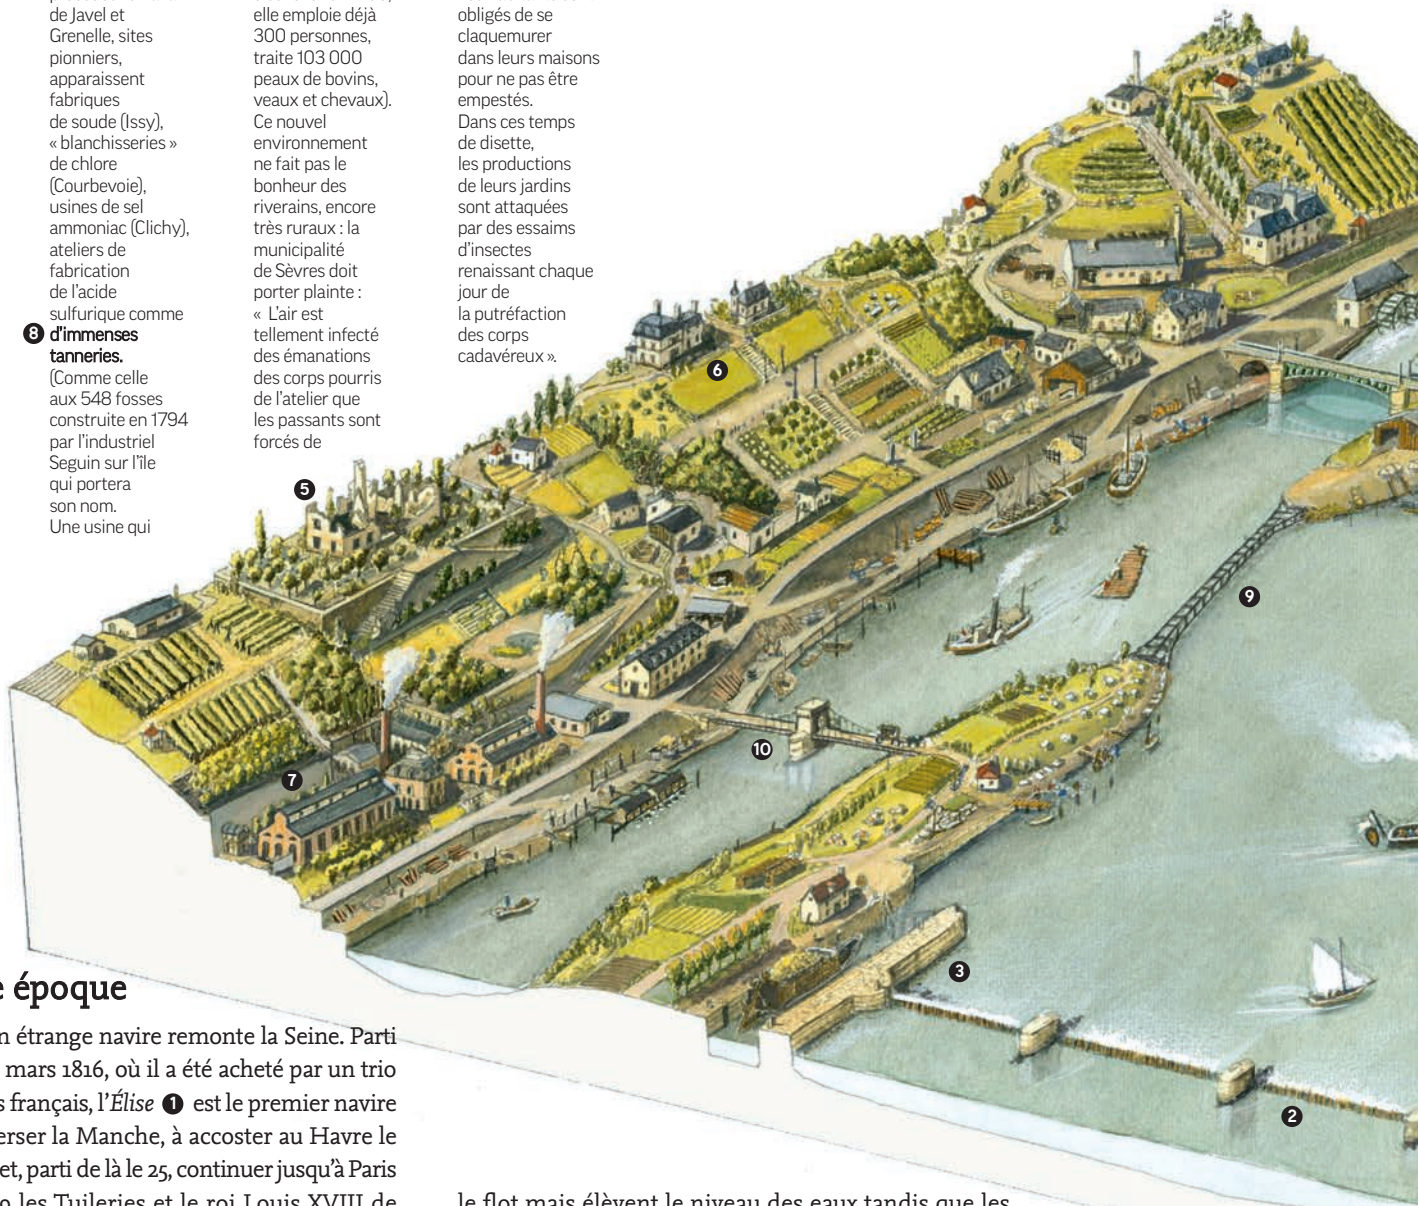 de Javel et
Grenelle, sites
pionniers,
apparaissent
fabriques
de soude (Issy),
« blanchisseries »
de chlore
(Courbevoie),
usines de sel
ammoniac (Clichy),
ateliers de
fabrication
de l'acide
sulfurique comme
8 d'immenses
tanneries.
(Comme celle
aux 548 fosses
construite en 1794
par l'industriel
Seguin sur l'île
qui portera
son nom.
Une usine qui
elle emploie déjà
300 personnes,
traite 103 000
peaux de bovins,
veaux et chevaux).
Ce nouvel
environnement
ne fait pas le
bonheur des
riverains, encore
très ruraux : la
municipalité
de Sèvres doit
porter plainte :
« L'air est
tellement infecté
des émanations
des corps pourris
de l'atelier que
les passants sont
forcés de
obligés de se
claquemurer
dans leurs maisons
pour ne pas être
empestés.
Dans ces temps
de disette,
les productions
de leurs jardins
sont attaquées
par des essaims
d'insectes
renaissant chaque
jour de
la putréfaction
des corps
cadavéreux ».
6
5
9
10
7
3
2
e époque
n étrange navire remonte la Seine. Parti
mars 1816, où il a été acheté par un trio
s français, l'Élise 1 est le premier navire
erser la Manche, à accoster au Havre le
et, parti de là le 25, continuer jusqu'à Paris
les Tuileries et le roi Louis XVIII de
le flot mais élèvent le niveau des eaux tandis que les